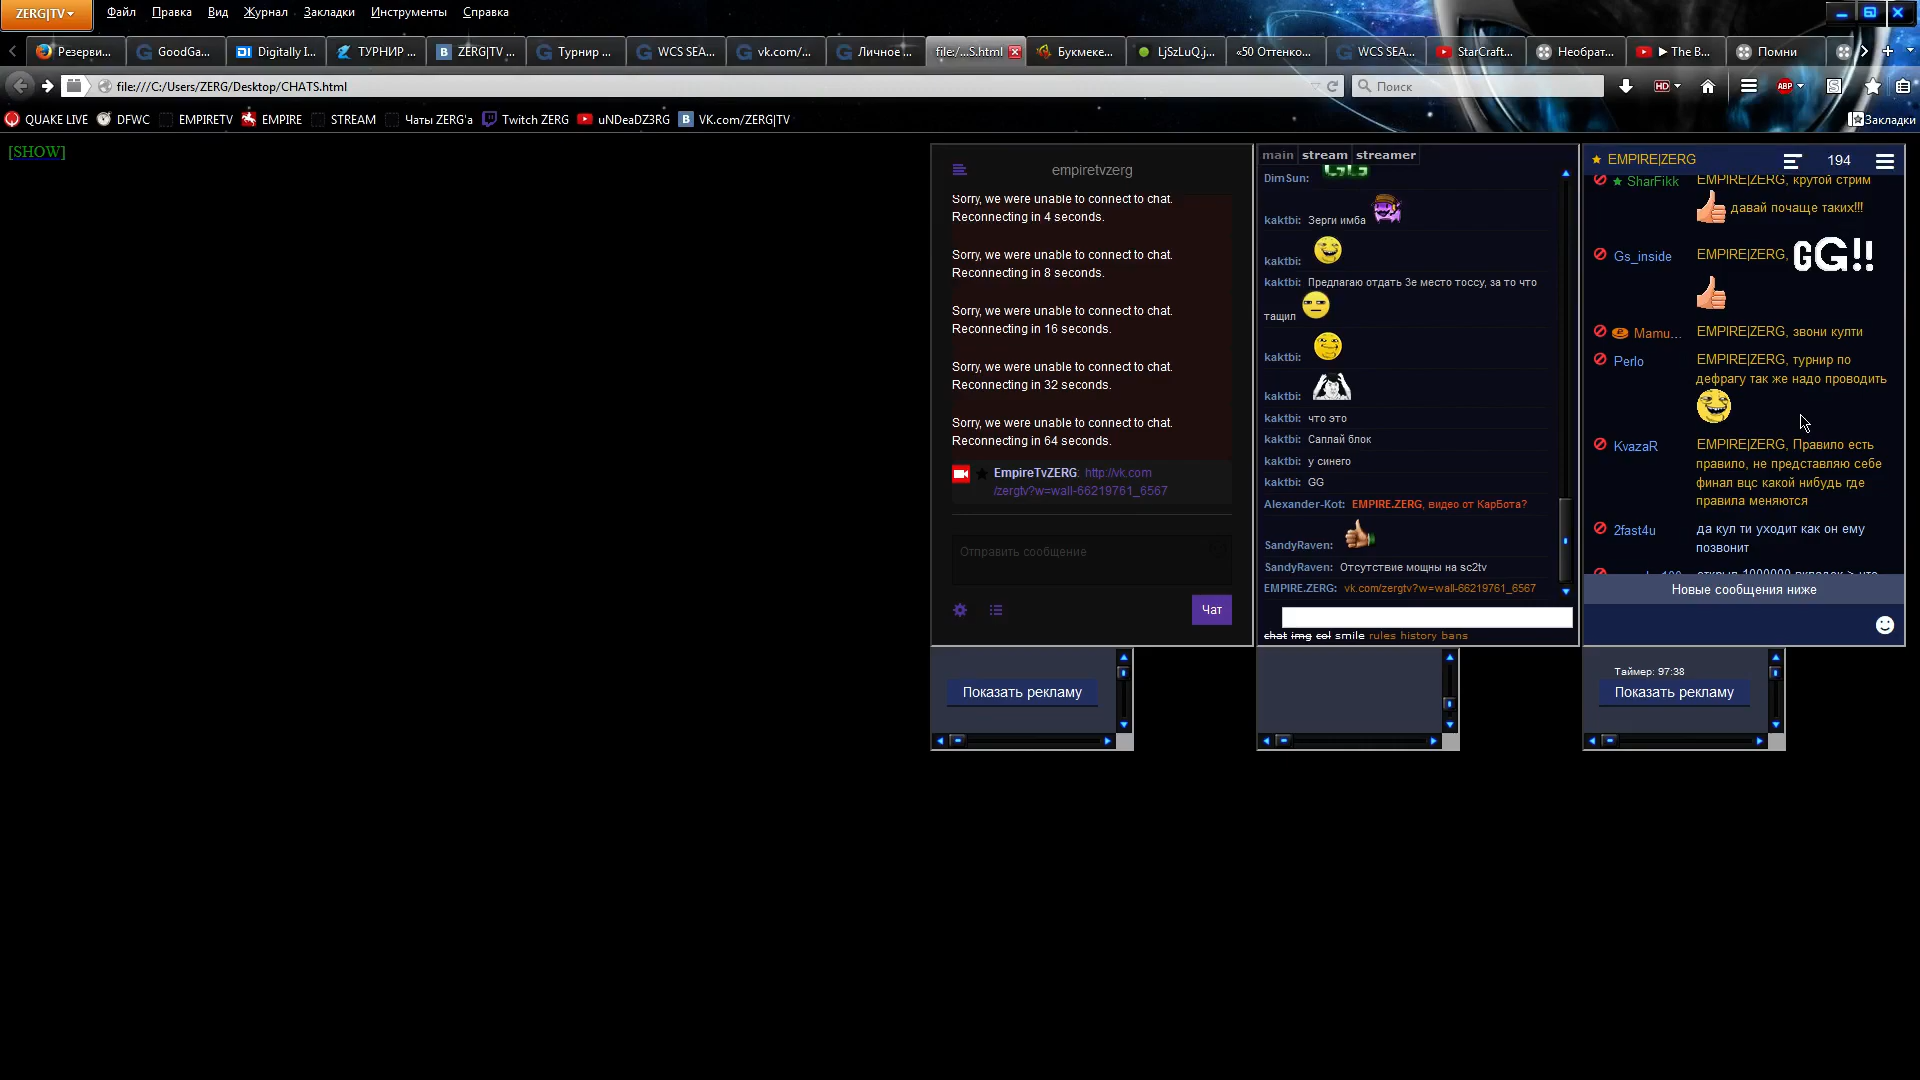 ZERG|TV
Файл Правка Вид Журнал Закладки Инструменты Справка
Резерви... GoodGa... Digitally I... ТУРНИР ... ZERG|TV ... Турнир ... WCS SEA... vk.com/... Личное ... file:/...S.html Букмеке... LjSzLuQ.j... «50 Оттенко... WCS SEA... StarCraft... Необрат... ► The B... Помни
file:///C:/Users/ZERG/Desktop/CHATS.html
Поиск
HD ABP S
QUAKE LIVE DFWC EMPIRETV EMPIRE STREAM Чаты ZERG'а Twitch ZERG uNDeaDZ3RG VK.com/ZERG|TV
Закладки
[SHOW]
empiretvzerg
Sorry, we were unable to connect to chat.
Reconnecting in 4 seconds.
Sorry, we were unable to connect to chat.
Reconnecting in 8 seconds.
Sorry, we were unable to connect to chat.
Reconnecting in 16 seconds.
Sorry, we were unable to connect to chat.
Reconnecting in 32 seconds.
Sorry, we were unable to connect to chat.
Reconnecting in 64 seconds.
EmpireTvZERG: http://vk.com
/zergtv?w=wall-66219761_6567
Отправить сообщение
Чат
Показать рекламу
main stream streamer
DimSun:
kaktbi: Зерги имба
kaktbi:
kaktbi: Предлагаю отдать 3е место тоссу, за то что
тащил
kaktbi:
kaktbi:
kaktbi: что это
kaktbi: Саплай блок
kaktbi: у синего
kaktbi: GG
Alexander-Kot: EMPIRE.ZERG, видео от КарБота?
SandyRaven:
SandyRaven: Отсутствие мощны на sc2tv
EMPIRE.ZERG: vk.com/zergtv?w=wall-66219761_6567
chat img col smile rules history bans
EMPIRE|ZERG 194
SharFikk EMPIRE|ZERG, крутой стрим
давай почаще таких!!!
Gs_inside EMPIRE|ZERG, GG!!
Mamu... EMPIRE|ZERG, звони култи
Perlo EMPIRE|ZERG, турнир по
дефрагу так же надо проводить
KvazaR EMPIRE|ZERG, Правило есть
правило, не представляю себе
финал вцс какой нибудь где
правила меняются
2fast4u да кул ти уходит как он ему
позвонит
Новые сообщения ниже
Таймер: 97:38
Показать рекламу